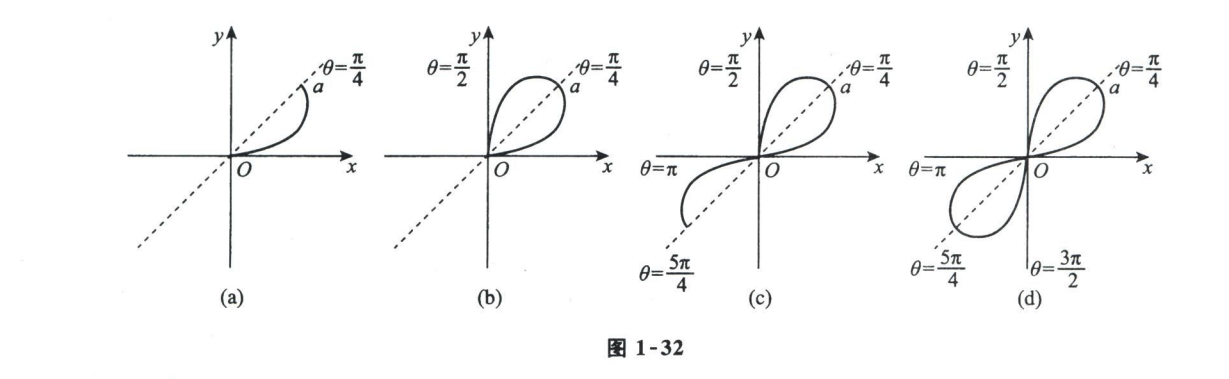 y θ=π/4 a O x (a)
y θ=π/2 θ=π/4 a O x (b)
y θ=π/2 θ=π/4 a θ=π O x θ=5π/4 (c)
y θ=π/2 θ=π/4 a θ=π O x θ=5π/4 θ=3π/2 (d)
图 1-32